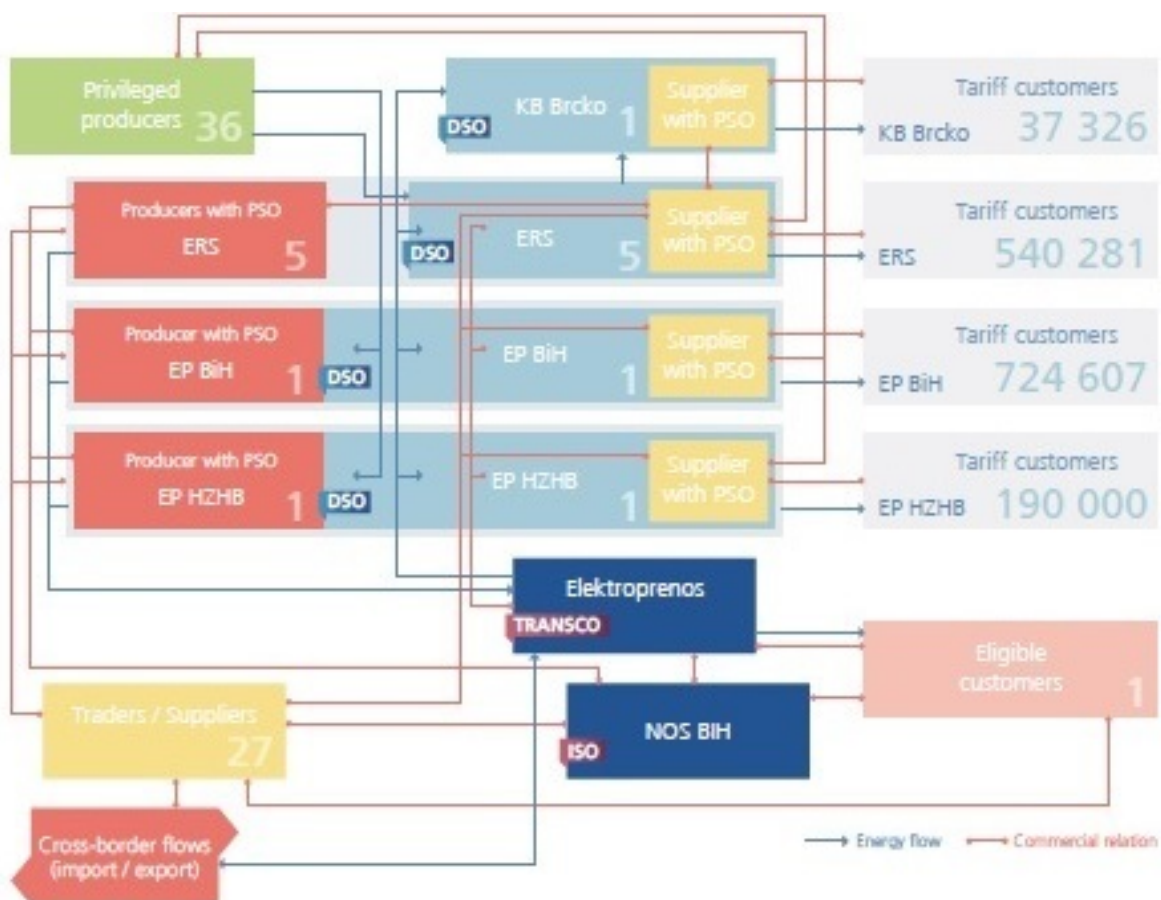 Privileged
producers 36
KB Brcko 1
DSO
Supplier
with PSO
Tariff customers
KB Brcko 37 326
Producers with PSO
ERS 5
DSO
ERS 5
Supplier
with PSO
Tariff customers
ERS 540 281
Producer with PSO
EP BiH 1
DSO
EP BiH 1
Supplier
with PSO
Tariff customers
EP BiH 724 607
Producer with PSO
EP HZHB 1
DSO
EP HZHB 1
Supplier
with PSO
Tariff customers
EP HZHB 190 000
Elektroprenos
TRANSCO
Eligible
customers 1
Traders / Suppliers
27
NOS BIH
ISO
Cross-border flows
(import / export)
Energy flow
Commercial relation